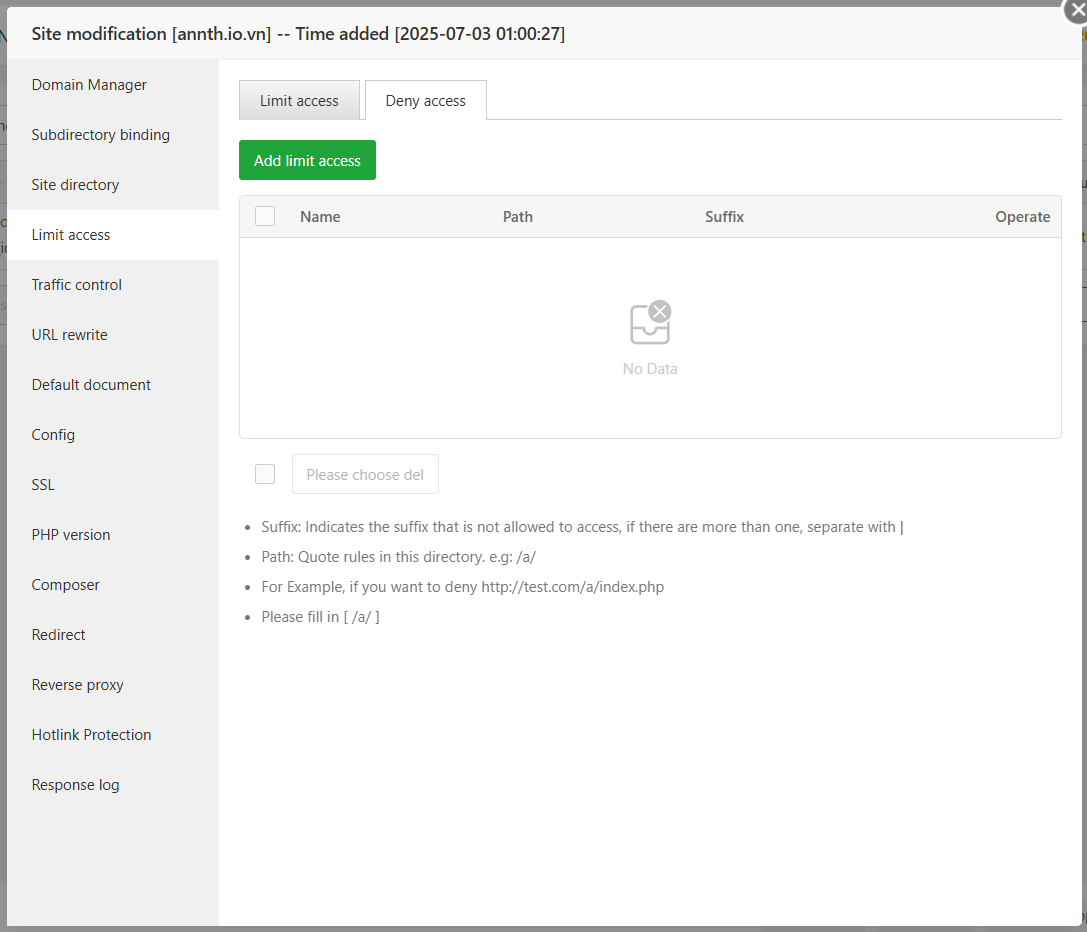 Site modification [annth.io.vn] -- Time added [2025-07-03 01:00:27]
Domain Manager
Subdirectory binding
Site directory
Limit access
Traffic control
URL rewrite
Default document
Config
SSL
PHP version
Composer
Redirect
Reverse proxy
Hotlink Protection
Response log
Limit access Deny access
Add limit access
Name Path Suffix Operate
No Data
Please choose del
Suffix: Indicates the suffix that is not allowed to access, if there are more than one, separate with |
Path: Quote rules in this directory. e.g: /a/
For Example, if you want to deny http://test.com/a/index.php
Please fill in [ /a/ ]